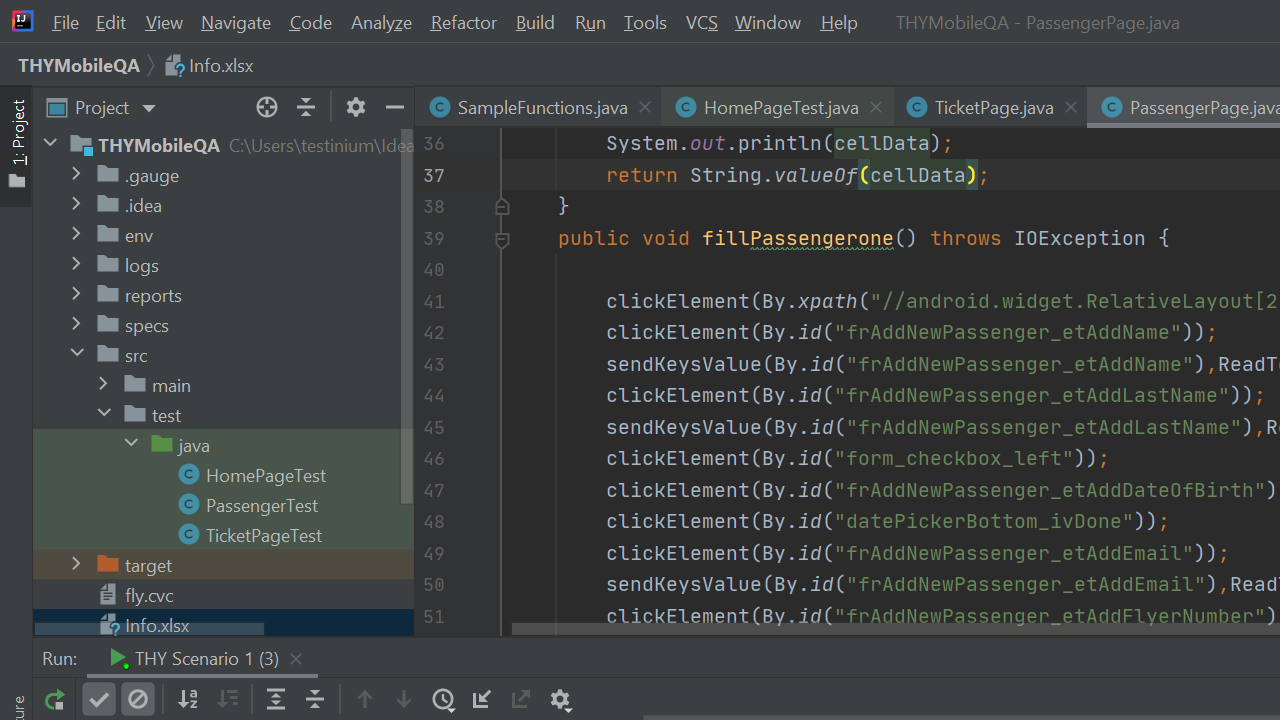 File Edit View Navigate Code Analyze Refactor Build Run Tools VCS Window Help THYMobileQA - PassengerPage.java
THYMobileQA Info.xlsx
1: Project
Project
SampleFunctions.java HomePageTest.java TicketPage.java PassengerPage.java
THYMobileQA C:\Users\testinium\Idea
.gauge
.idea
env
logs
reports
specs
src
main
test
java
HomePageTest
PassengerTest
TicketPageTest
target
fly.cvc
Info.xlsx
36 System.out.println(cellData);
37 return String.valueOf(cellData);
38 }
39 public void fillPassengerone() throws IOException {
40
41 clickElement(By.xpath("//android.widget.RelativeLayout[2
42 clickElement(By.id("frAddNewPassenger_etAddName"));
43 sendKeysValue(By.id("frAddNewPassenger_etAddName"),ReadT
44 clickElement(By.id("frAddNewPassenger_etAddLastName"));
45 sendKeysValue(By.id("frAddNewPassenger_etAddLastName"),Re
46 clickElement(By.id("form_checkbox_left"));
47 clickElement(By.id("frAddNewPassenger_etAddDateOfBirth")
48 clickElement(By.id("datePickerBottom_ivDone"));
49 clickElement(By.id("frAddNewPassenger_etAddEmail"));
50 sendKeysValue(By.id("frAddNewPassenger_etAddEmail"),ReadT
51 clickElement(By.id("frAddNewPassenger_etAddFlyerNumber")
Run: THY Scenario 1 (3)